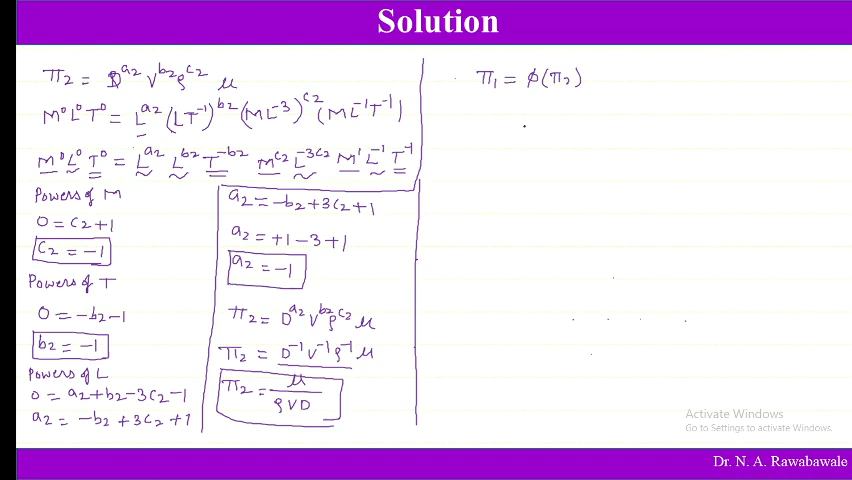 Solution
π₂ = D^a₂ V^b₂ ρ^c₂ μ
M⁰L⁰T⁰ = L^a₂ (LT⁻¹)^b₂ (ML⁻³)^c₂ (ML⁻¹T⁻¹)
M⁰L⁰T⁰ = L^a₂ L^b₂ T^-b₂ M^c₂ L^-3c₂ M¹ L⁻¹ T⁻¹
Powers of M
0 = c₂+1
c₂ = -1
Powers of T
0 = -b₂-1
b₂ = -1
Powers of L
0 = a₂+b₂-3c₂-1
a₂ = -b₂+3c₂+1
a₂ = -b₂+3c₂+1
a₂ = +1-3+1
a₂ = -1
π₂ = D^a₂ V^b₂ ρ^c₂ μ
π₂ = D⁻¹ V⁻¹ ρ⁻¹ μ
π₂ = μ/ρVD
π₁ = φ(π₂)
Activate Windows
Go to Settings to activate Windows.
Dr. N. A. Rawabawale